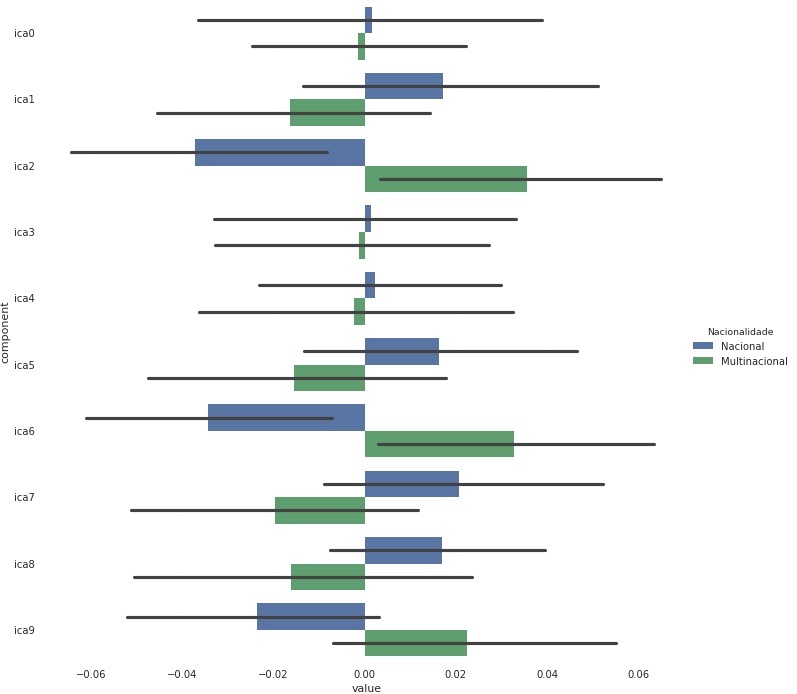 ica0
ica1
ica2
ica3
ica4
ica5
ica6
ica7
ica8
ica9
component
−0.06 −0.04 −0.02 0.00 0.02 0.04 0.06
value
Nacionalidade
Nacional
Multinacional